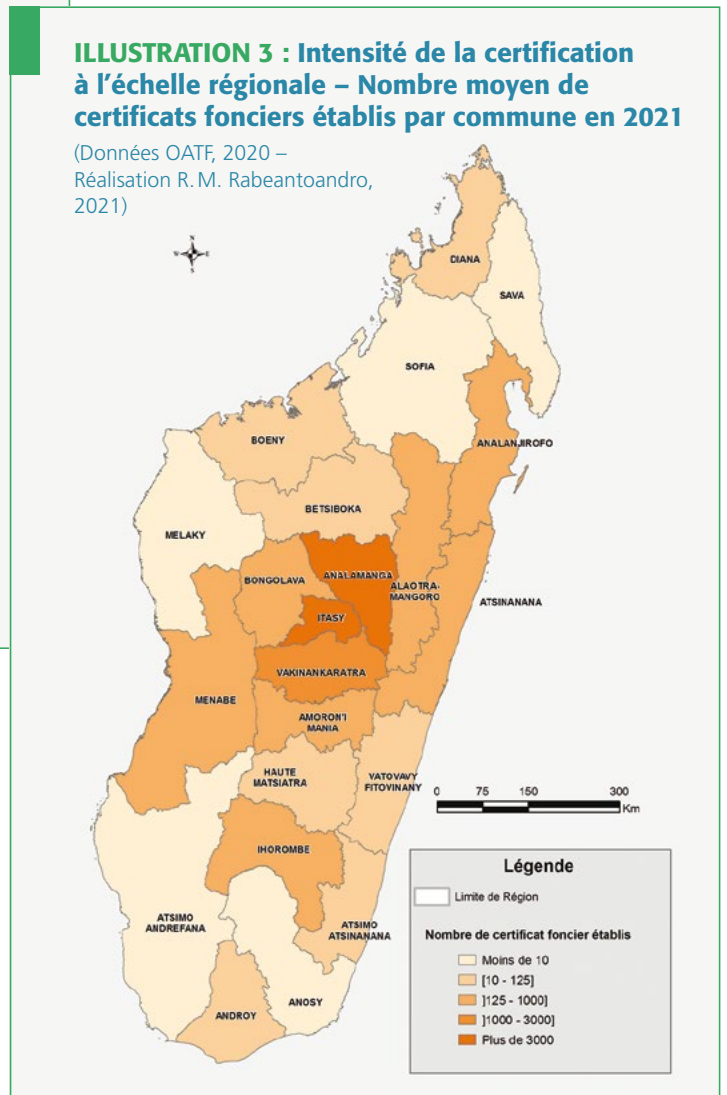 ILLUSTRATION 3 : Intensité de la certification
à l'échelle régionale – Nombre moyen de
certificats fonciers établis par commune en 2021
(Données OATF, 2020 –
Réalisation R. M. Rabeantoandro,
2021)
N
W
E
S
DIANA
SAVA
SOFIA
ANALANJIROFO
BOENY
BETSIBOKA
MELAKY
ANALAMANGA
BONGOLAVA
ALAOTRA-
MANGORO
ATSINANANA
ITASY
VAKINANKARATRA
MENABE
AMORON'I
MANIA
HAUTE
MATSIATRA
VATOVAVY
FITOVINANY
0 75 150 300
Km
IHOROMBE
ATSIMO
ANDREFANA
ATSIMO
ATSINANANA
ANOSY
ANDROY
Légende
Limite de Région
Nombre de certificat foncier établis
Moins de 10
[10 - 125]
]125 - 1000]
]1000 - 3000]
Plus de 3000